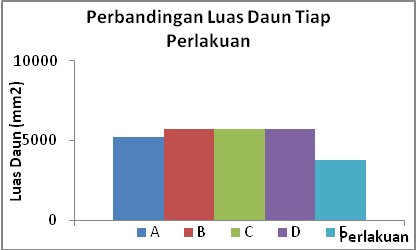 Perbandingan Luas Daun Tiap
Perlakuan
Luas Daun (mm2)
10000
5000
0
A B C D E
Perlakuan